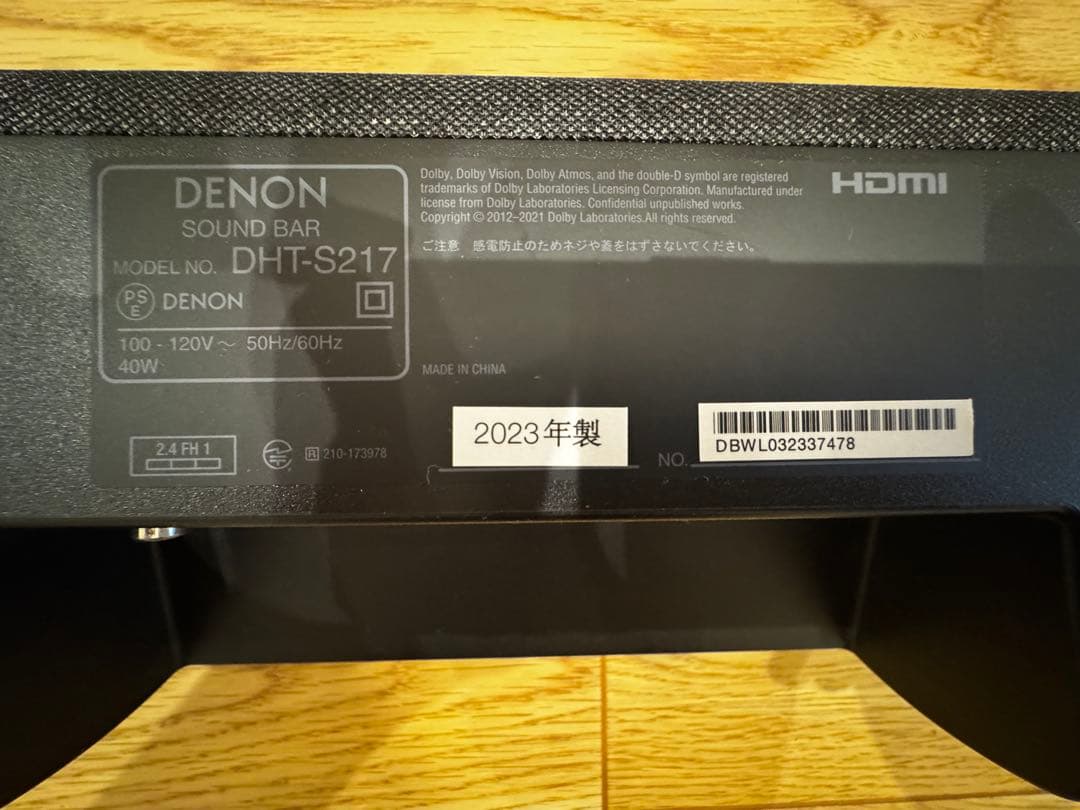 DENON
SOUND BAR
MODEL NO. DHT-S217
PSE DENON
100 - 120V～ 50Hz/60Hz
40W
Dolby, Dolby Vision, Dolby Atmos, and the double-D symbol are registered
trademarks of Dolby Laboratories Licensing Corporation. Manufactured under
license from Dolby Laboratories. Confidential unpublished works.
Copyright © 2012–2021 Dolby Laboratories.All rights reserved.
ご注意 感電防止のためネジや蓋をはずさないでください。
HDMI
MADE IN CHINA
2.4 FH 1
R 210-173978
2023年製
NO. DBWL032337478